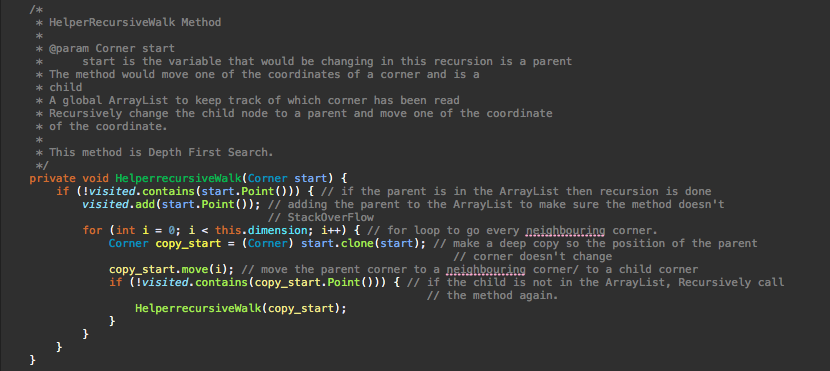 /*
* HelperRecursiveWalk Method
*
* @param Corner start
*      start is the variable that would be changing in this recursion is a parent
* The method would move one of the coordinates of a corner and is a
* child
* A global ArrayList to keep track of which corner has been read
* Recursively change the child node to a parent and move one of the coordinate
* of the coordinate.
*
* This method is Depth First Search.
*/
private void HelperrecursiveWalk(Corner start) {
    if (!visited.contains(start.Point())) { // if the parent is in the ArrayList then recursion is done
        visited.add(start.Point()); // adding the parent to the ArrayList to make sure the method doesn't
                                    // StackOverFlow
        for (int i = 0; i < this.dimension; i++) { // for loop to go every neighbouring corner.
            Corner copy_start = (Corner) start.clone(start); // make a deep copy so the position of the parent
                                                                // corner doesn't change
            copy_start.move(i); // move the parent corner to a neighbouring corner/ to a child corner
            if (!visited.contains(copy_start.Point())) { // if the child is not in the ArrayList, Recursively call
                                                            // the method again.
                HelperrecursiveWalk(copy_start);
            }
        }
    }
}